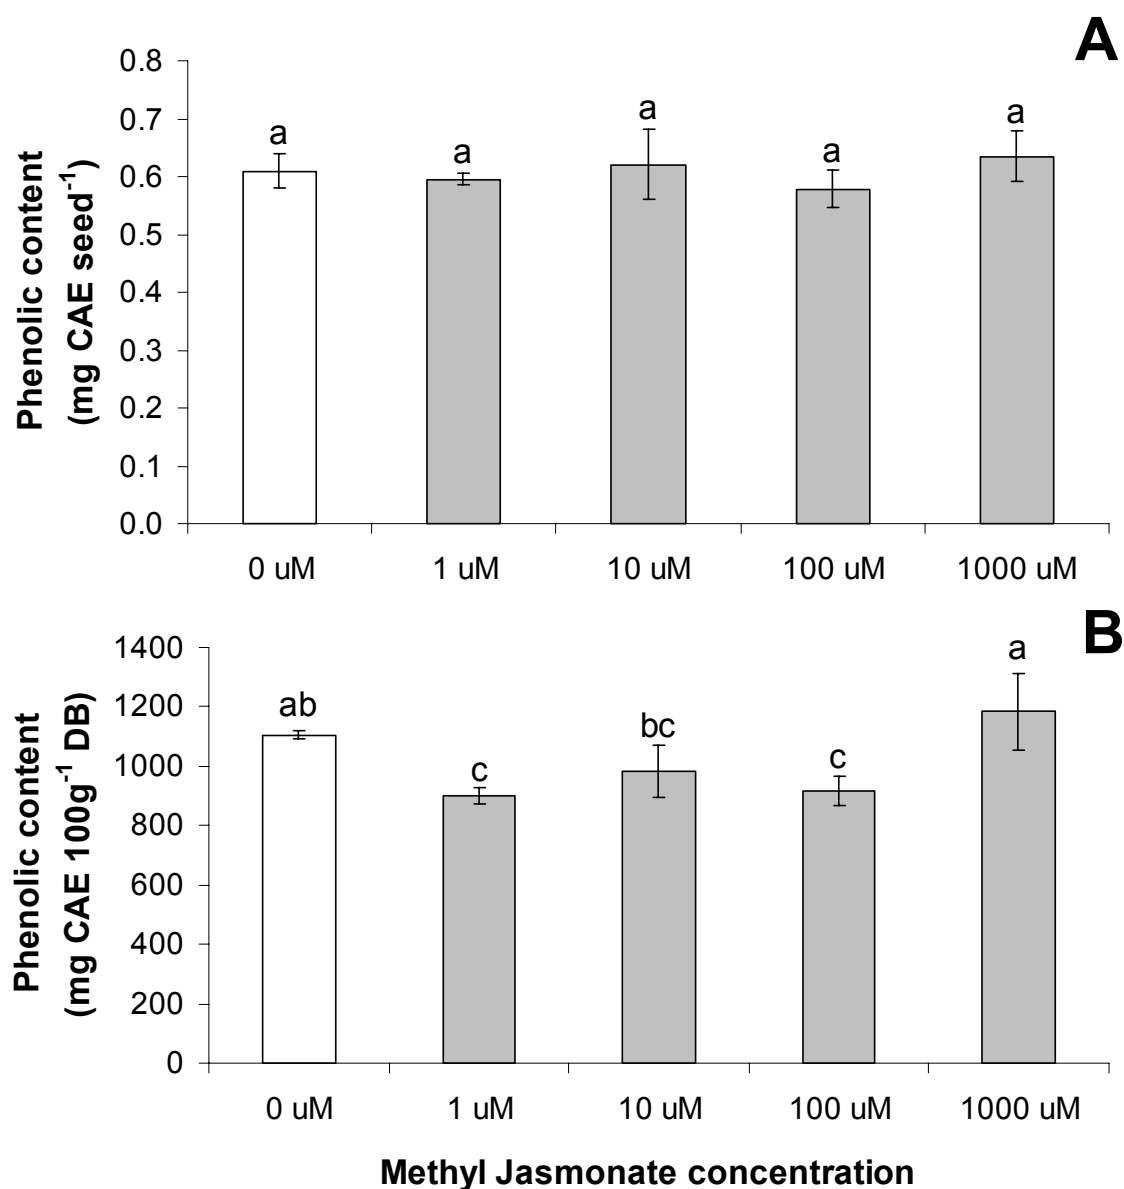 A
Phenolic content
(mg CAE seed⁻¹)
0.8
0.7
0.6
0.5
0.4
0.3
0.2
0.1
0.0
a
a
a
a
a
0 uM
1 uM
10 uM
100 uM
1000 uM
B
Phenolic content
(mg CAE 100g⁻¹ DB)
1400
1200
1000
800
600
400
200
0
ab
c
bc
c
a
0 uM
1 uM
10 uM
100 uM
1000 uM
Methyl Jasmonate concentration